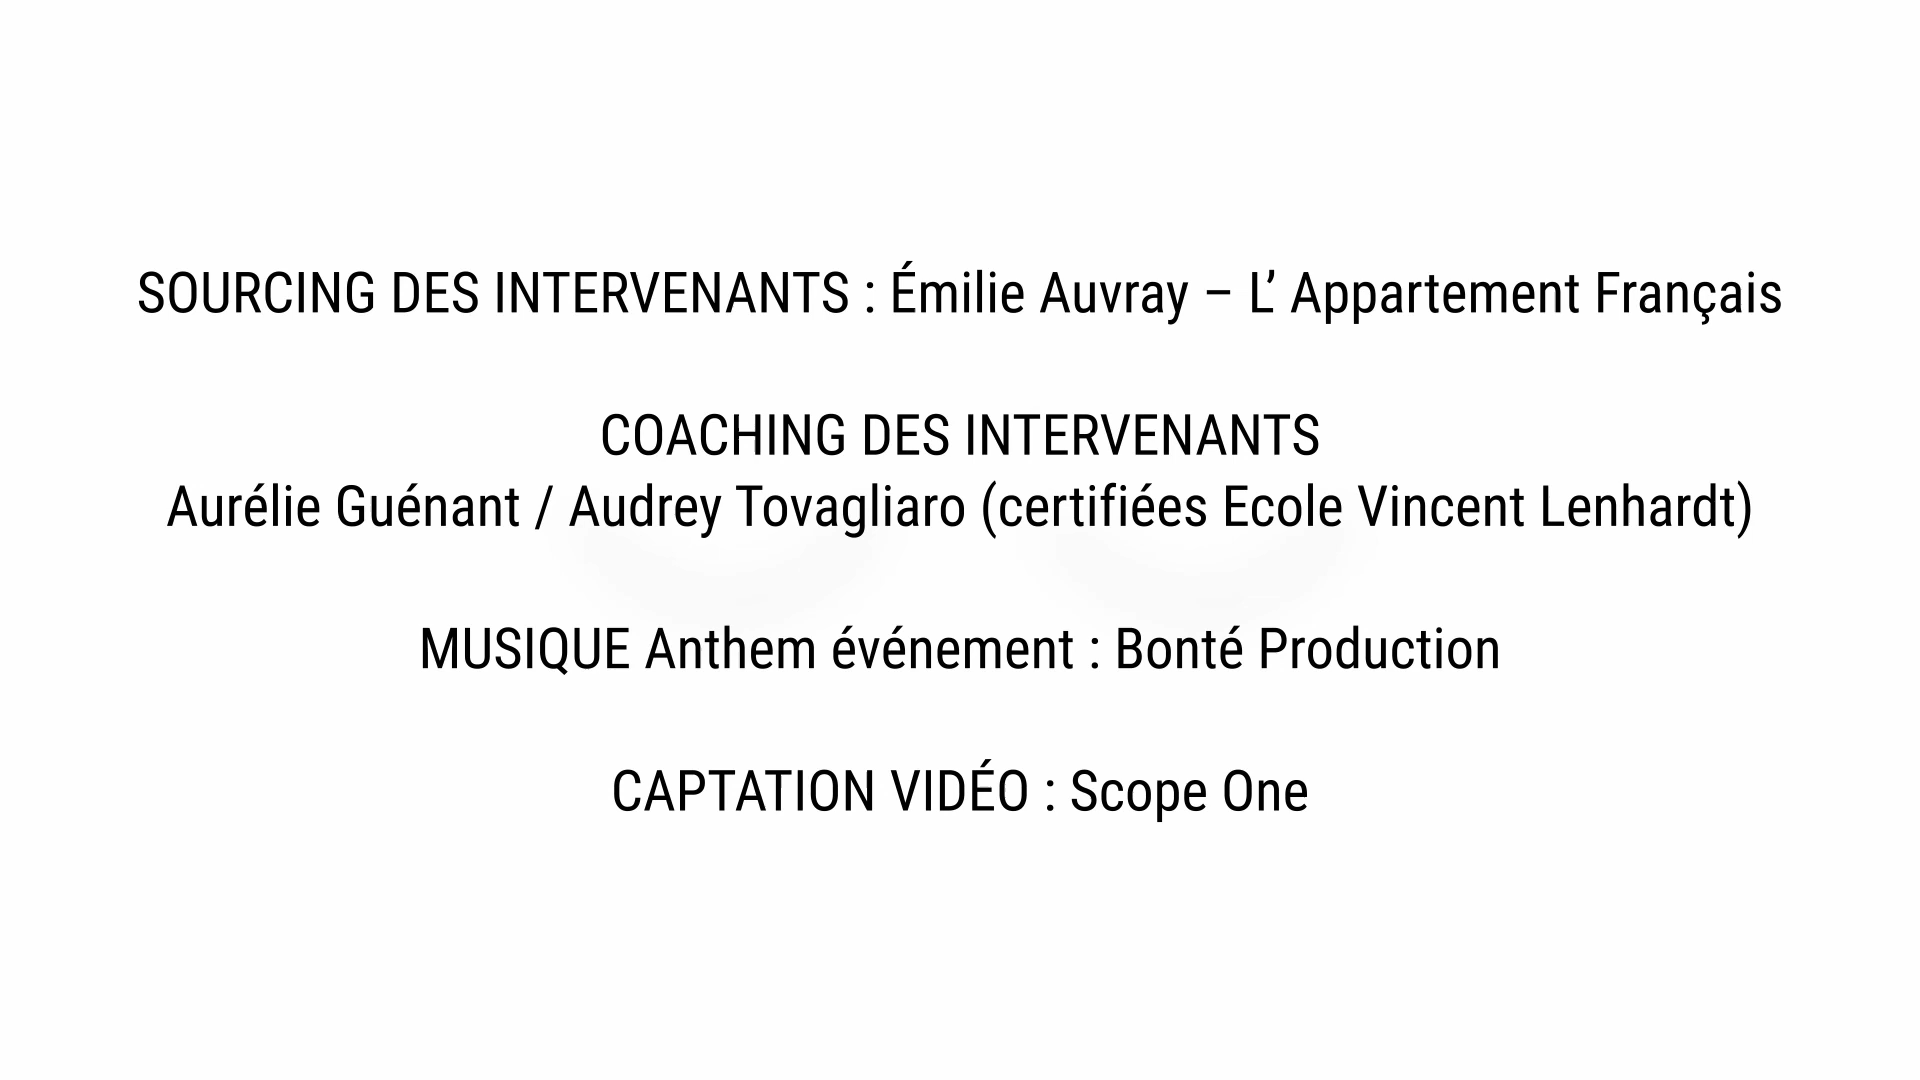 SOURCING DES INTERVENANTS : Émilie Auvray – L’ Appartement Français
COACHING DES INTERVENANTS
Aurélie Guénant / Audrey Tovagliaro (certifiées Ecole Vincent Lenhardt)
MUSIQUE Anthem événement : Bonté Production
CAPTATION VIDÉO : Scope One